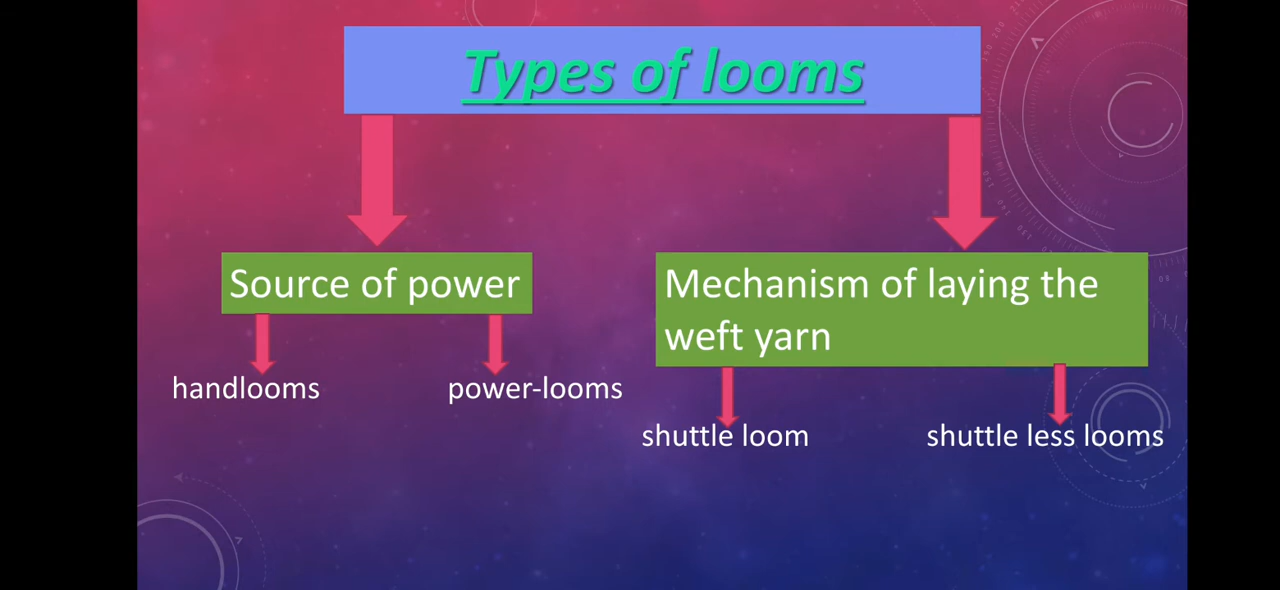 Types of looms
Source of power
Mechanism of laying the
weft yarn
handlooms
power-looms
shuttle loom
shuttle less looms